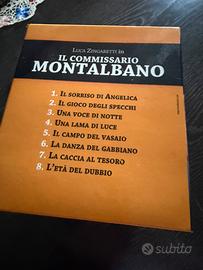 Luca Zingaretti in
IL COMMISSARIO
MONTALBANO
1. Il sorriso di Angelica
2. Il gioco degli specchi
3. Una voce di notte
4. Una lama di luce
5. Il campo del vasaio
6. La danza del gabbiano
7. La caccia al tesoro
8. L'età del dubbio
subito